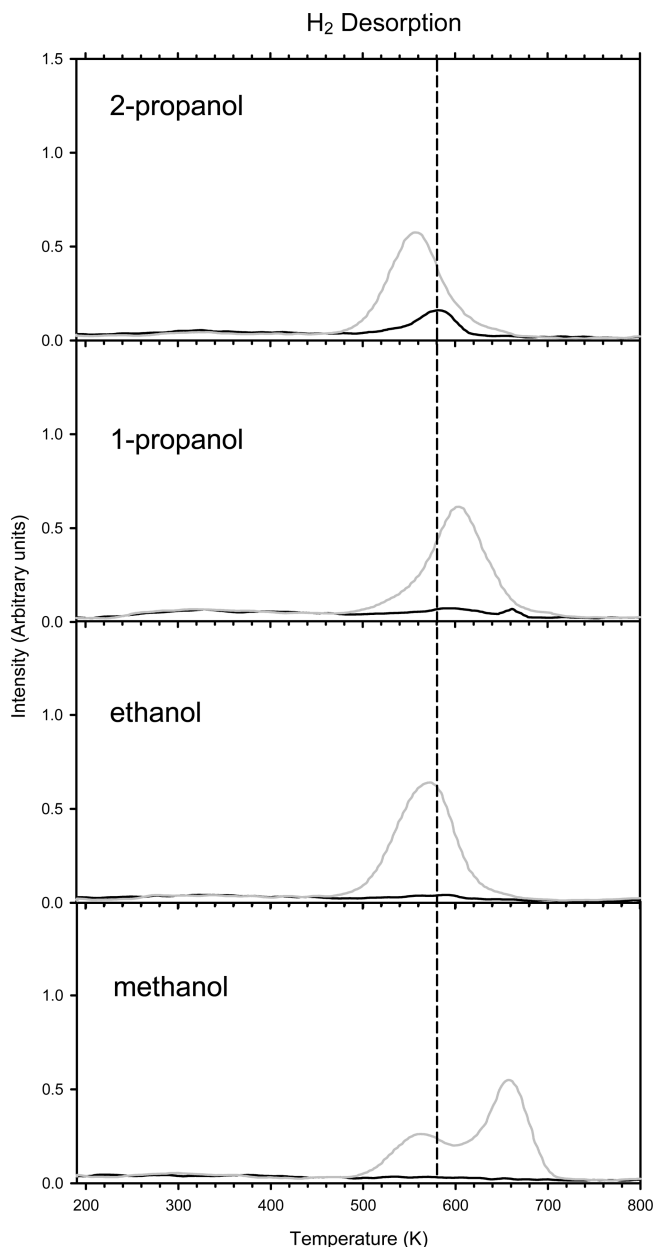 H₂ Desorption
1.5
2-propanol
1.0
0.5
0.0
1-propanol
1.0
0.5
0.0
Intensity (Arbitrary units)
ethanol
1.0
0.5
0.0
methanol
1.0
0.5
0.0
200 300 400 500 600 700 800
Temperature (K)